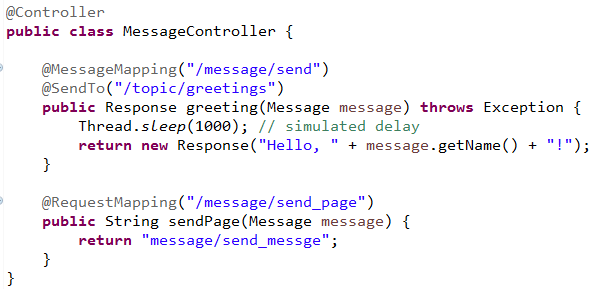 @Controller
public class MessageController {
@MessageMapping("/message/send")
@SendTo("/topic/greetings")
public Response greeting(Message message) throws Exception {
Thread.sleep(1000); // simulated delay
return new Response("Hello, " + message.getName() + "!");
}
@RequestMapping("/message/send_page")
public String sendPage(Message message) {
return "message/send_messge";
}
}